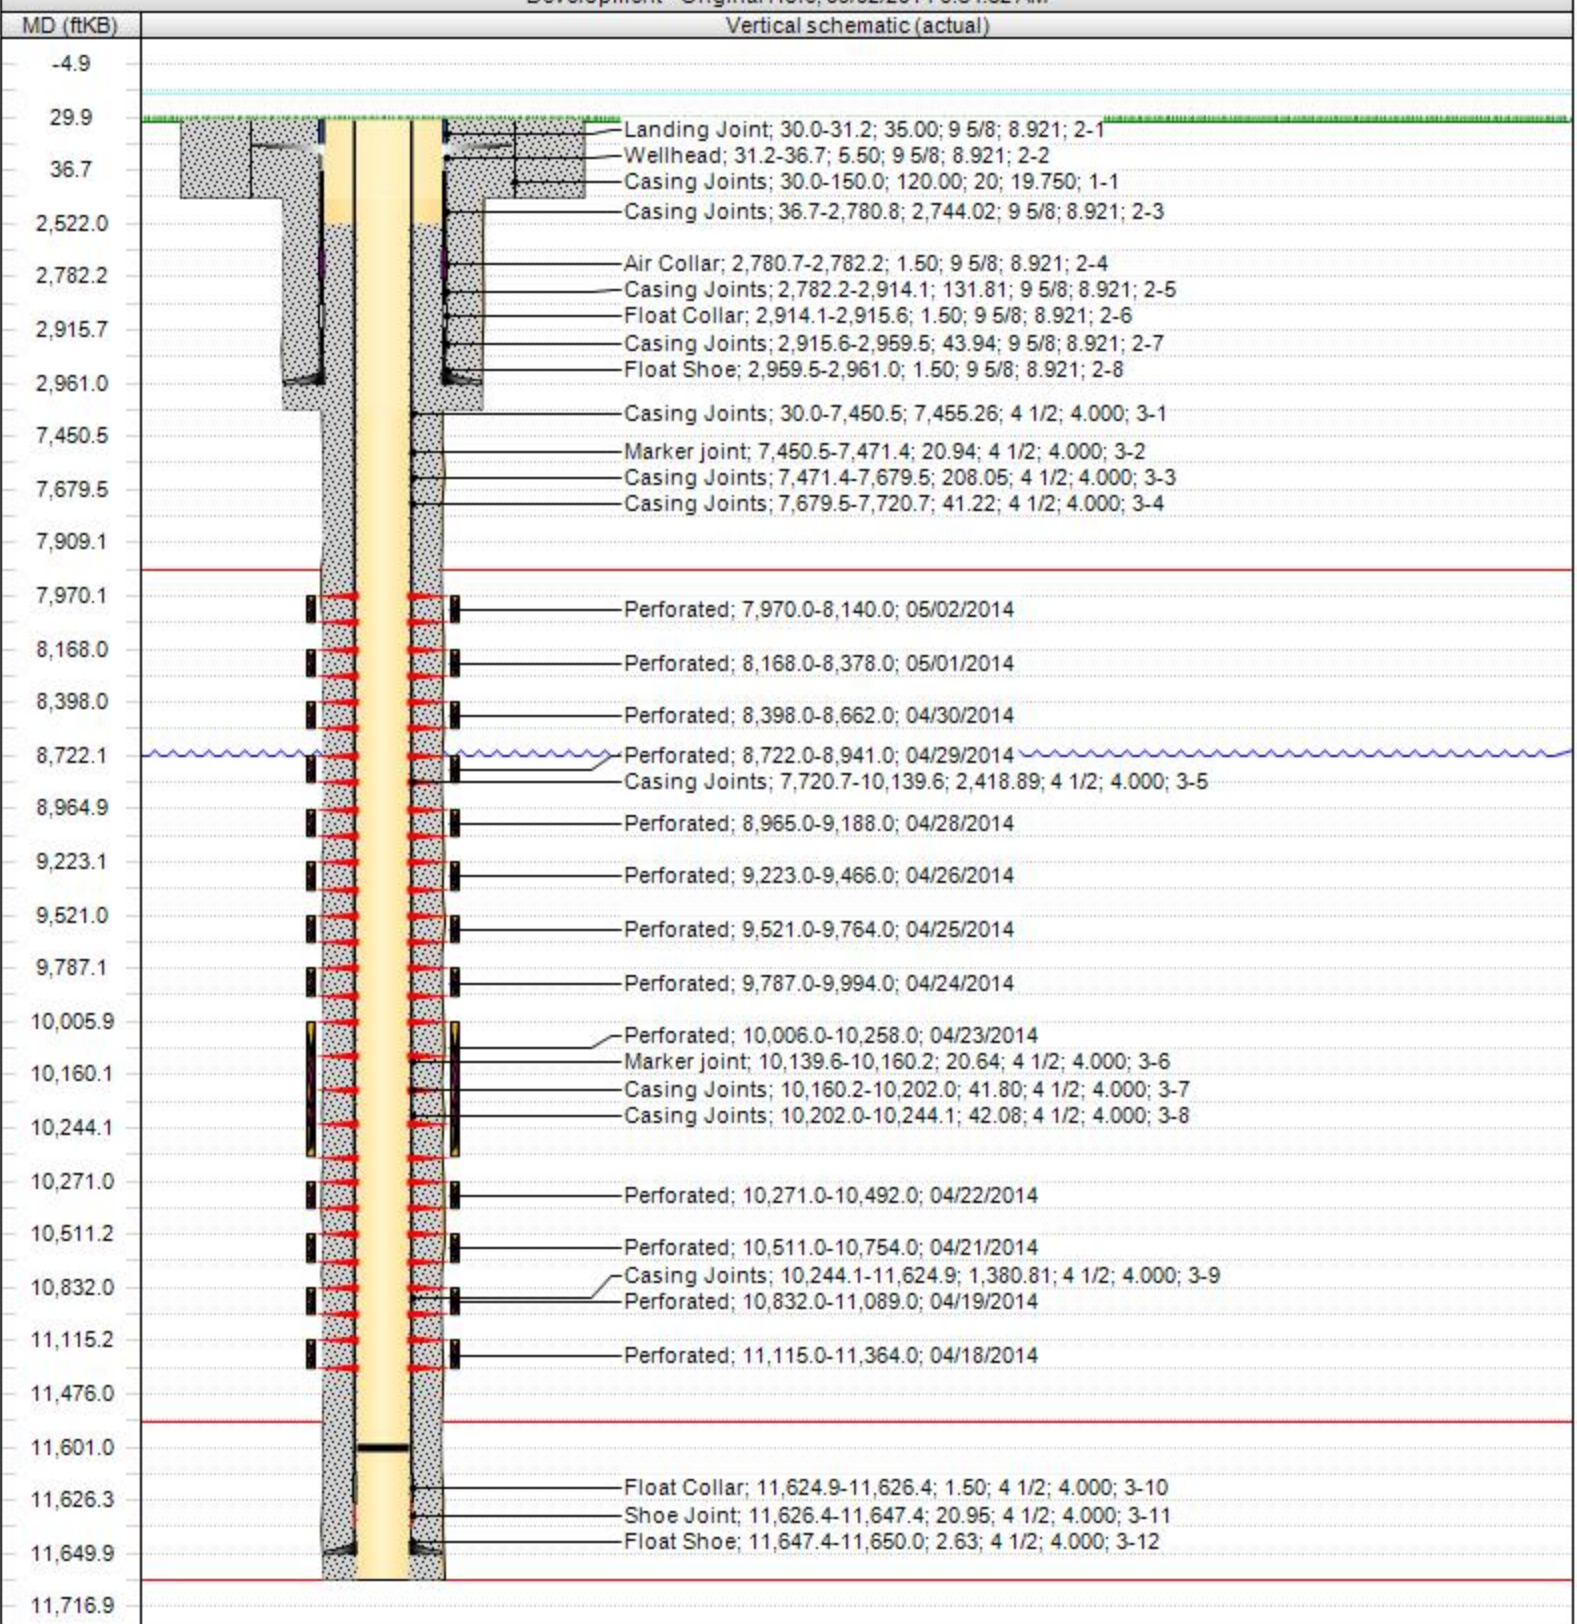 MD (ftKB)
Vertical schematic (actual)
-4.9
29.9
Landing Joint; 30.0-31.2; 35.00; 9 5/8; 8.921; 2-1
Wellhead; 31.2-36.7; 5.50; 9 5/8; 8.921; 2-2
36.7
Casing Joints; 30.0-150.0; 120.00; 20; 19.750; 1-1
Casing Joints; 36.7-2,780.8; 2,744.02; 9 5/8; 8.921; 2-3
2,522.0
Air Collar; 2,780.7-2,782.2; 1.50; 9 5/8; 8.921; 2-4
2,782.2
Casing Joints; 2,782.2-2,914.1; 131.81; 9 5/8; 8.921; 2-5
Float Collar; 2,914.1-2,915.6; 1.50; 9 5/8; 8.921; 2-6
2,915.7
Casing Joints; 2,915.6-2,959.5; 43.94; 9 5/8; 8.921; 2-7
Float Shoe; 2,959.5-2,961.0; 1.50; 9 5/8; 8.921; 2-8
2,961.0
Casing Joints; 30.0-7,450.5; 7,455.26; 4 1/2; 4.000; 3-1
7,450.5
Marker joint; 7,450.5-7,471.4; 20.94; 4 1/2; 4.000; 3-2
Casing Joints; 7,471.4-7,679.5; 208.05; 4 1/2; 4.000; 3-3
7,679.5
Casing Joints; 7,679.5-7,720.7; 41.22; 4 1/2; 4.000; 3-4
7,909.1
7,970.1
Perforated; 7,970.0-8,140.0; 05/02/2014
8,168.0
Perforated; 8,168.0-8,378.0; 05/01/2014
8,398.0
Perforated; 8,398.0-8,662.0; 04/30/2014
8,722.1
Perforated; 8,722.0-8,941.0; 04/29/2014
Casing Joints; 7,720.7-10,139.6; 2,418.89; 4 1/2; 4.000; 3-5
8,964.9
Perforated; 8,965.0-9,188.0; 04/28/2014
9,223.1
Perforated; 9,223.0-9,466.0; 04/26/2014
9,521.0
Perforated; 9,521.0-9,764.0; 04/25/2014
9,787.1
Perforated; 9,787.0-9,994.0; 04/24/2014
10,005.9
Perforated; 10,006.0-10,258.0; 04/23/2014
Marker joint; 10,139.6-10,160.2; 20.64; 4 1/2; 4.000; 3-6
10,160.1
Casing Joints; 10,160.2-10,202.0; 41.80; 4 1/2; 4.000; 3-7
Casing Joints; 10,202.0-10,244.1; 42.08; 4 1/2; 4.000; 3-8
10,244.1
10,271.0
Perforated; 10,271.0-10,492.0; 04/22/2014
10,511.2
Perforated; 10,511.0-10,754.0; 04/21/2014
Casing Joints; 10,244.1-11,624.9; 1,380.81; 4 1/2; 4.000; 3-9
10,832.0
Perforated; 10,832.0-11,089.0; 04/19/2014
11,115.2
Perforated; 11,115.0-11,364.0; 04/18/2014
11,476.0
11,601.0
Float Collar; 11,624.9-11,626.4; 1.50; 4 1/2; 4.000; 3-10
11,626.3
Shoe Joint; 11,626.4-11,647.4; 20.95; 4 1/2; 4.000; 3-11
Float Shoe; 11,647.4-11,650.0; 2.63; 4 1/2; 4.000; 3-12
11,649.9
11,716.9